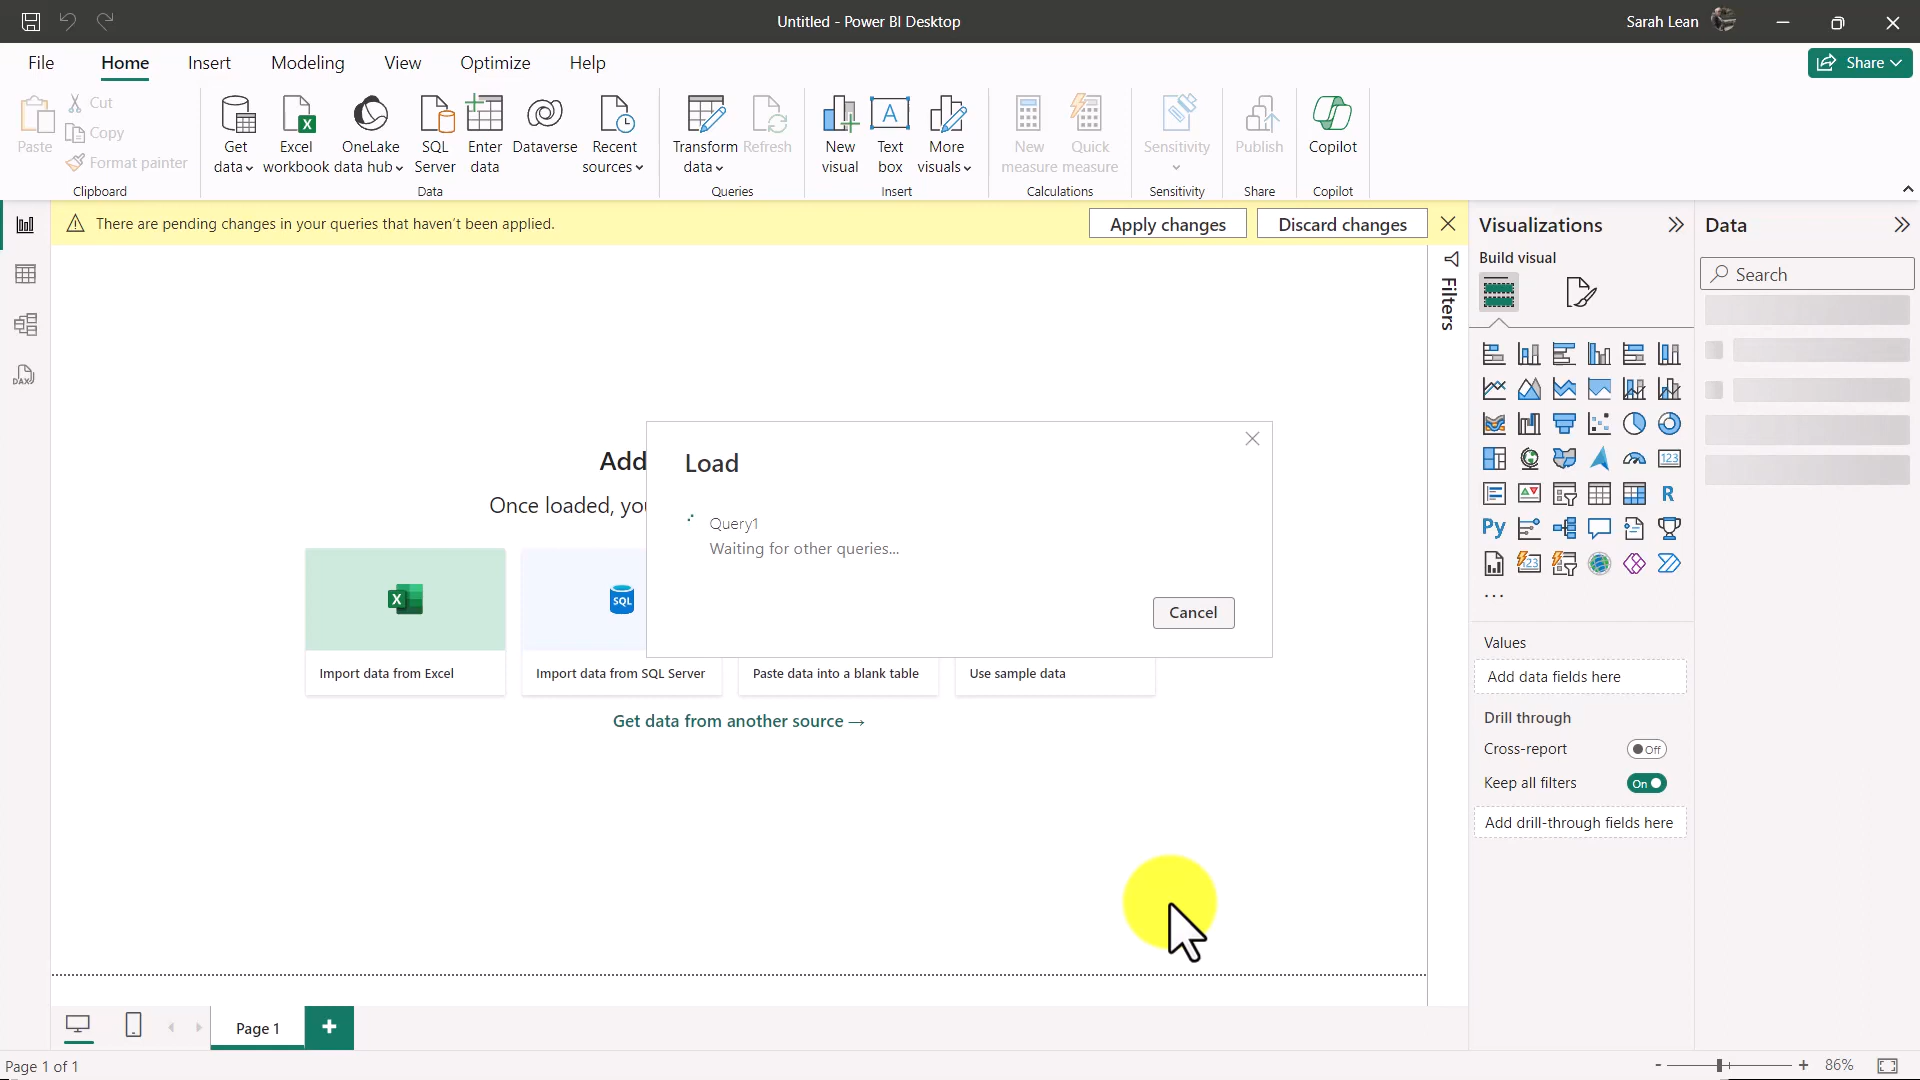 Untitled - Power BI Desktop
Sarah Lean
File
Home
Insert
Modeling
View
Optimize
Help
Share
Paste
Cut
Copy
Format painter
Clipboard
Get data
Excel workbook
OneLake data hub
SQL Server
Enter data
Dataverse
Recent sources
Data
Transform data
Refresh
Queries
New visual
A
Text box
More visuals
Insert
New measure
Quick measure
Calculations
Sensitivity
Sensitivity
Publish
Share
Copilot
Copilot
There are pending changes in your queries that haven't been applied.
Apply changes
Discard changes
Filters
DAX
Add
Once loaded, you
Load
Query1
Waiting for other queries...
Cancel
X
SQL
Import data from Excel
Import data from SQL Server
Paste data into a blank table
Use sample data
Get data from another source →
Visualizations
Build visual
123
R
Py
123
...
Values
Add data fields here
Drill through
Cross-report
Off
Keep all filters
On
Add drill-through fields here
Data
Search
Page 1
Page 1 of 1
- + 86%